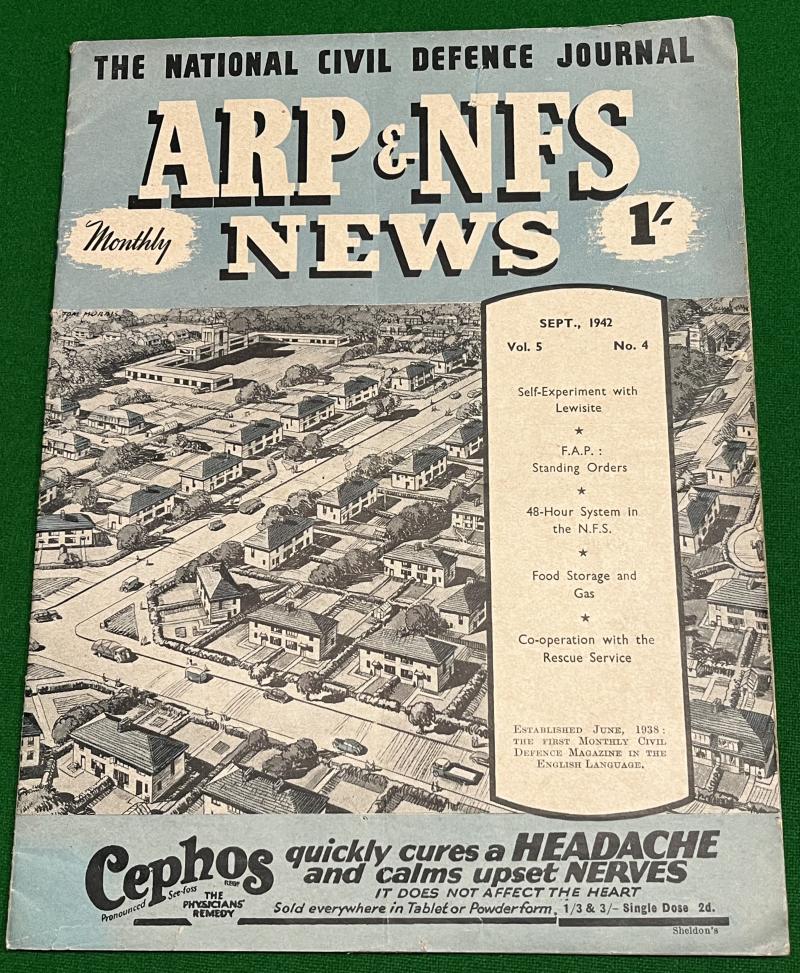 THE NATIONAL CIVIL DEFENCE JOURNAL
ARP & NFS
Monthly
NEWS
1/-
TOM MORRIS
SEPT., 1942
Vol. 5 No. 4
Self-Experiment with
Lewisite
F.A.P. :
Standing Orders
48-Hour System in
the N.F.S.
Food Storage and
Gas
Co-operation with the
Rescue Service
ESTABLISHED JUNE, 1938 :
THE FIRST MONTHLY CIVIL
DEFENCE MAGAZINE IN THE
ENGLISH LANGUAGE.
Cephos REGD
Pronounced See-foss
THE
PHYSICIANS'
REMEDY
quickly cures a HEADACHE
and calms upset NERVES
IT DOES NOT AFFECT THE HEART
Sold everywhere in Tablet or Powder form, 1/3 & 3/- Single Dose 2d.
Sheldon's